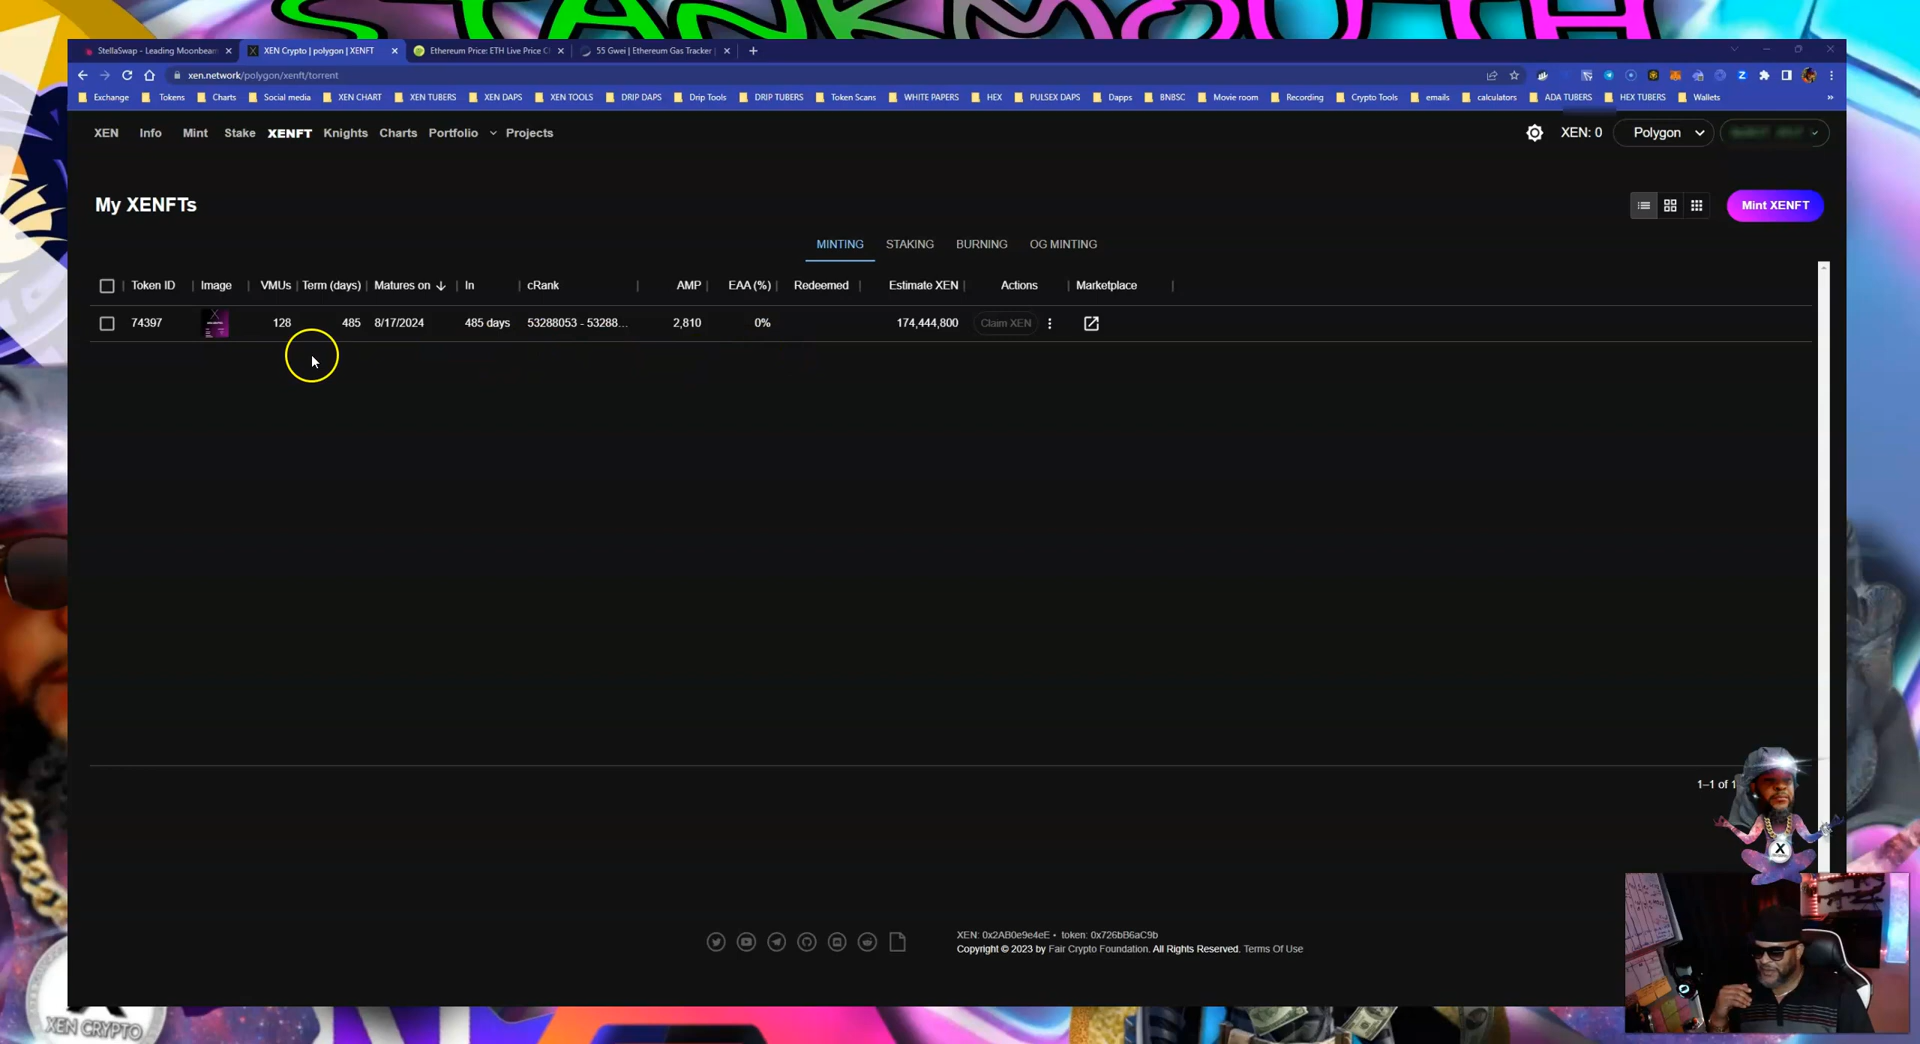 STANKMOUTH
StellaSwap - Leading Moonbeam
XEN Crypto | polygon | XENFT
Ethereum Price: ETH Live Price C
55 Gwei | Ethereum Gas Tracker
xen.network/polygon/xenft/torrent
Exchange Tokens Charts Social media XEN CHART XEN TUBERS XEN DAPS XEN TOOLS DRIP DAPS Drip Tools DRIP TUBERS Token Scans WHITE PAPERS HEX PULSEX DAPS Dapps BNBSC Movie room Recording Crypto Tools emails calculators ADA TUBERS HEX TUBERS Wallets »
XEN Info Mint Stake XENFT Knights Charts Portfolio Projects XEN: 0 Polygon
My XENFTs
Mint XENFT
MINTING STAKING BURNING OG MINTING
Token ID Image VMUs Term (days) Matures on In cRank AMP EAA (%) Redeemed Estimate XEN Actions Marketplace
74397 128 485 8/17/2024 485 days 53288053 - 53288... 2,810 0% 174,444,800 Claim XEN
1–1 of 1
X
XEN: 0x2AB0e9e4eE • token: 0x726bB6aC9b
Copyright © 2023 by Fair Crypto Foundation. All Rights Reserved. Terms Of Use
XEN CRYPTO